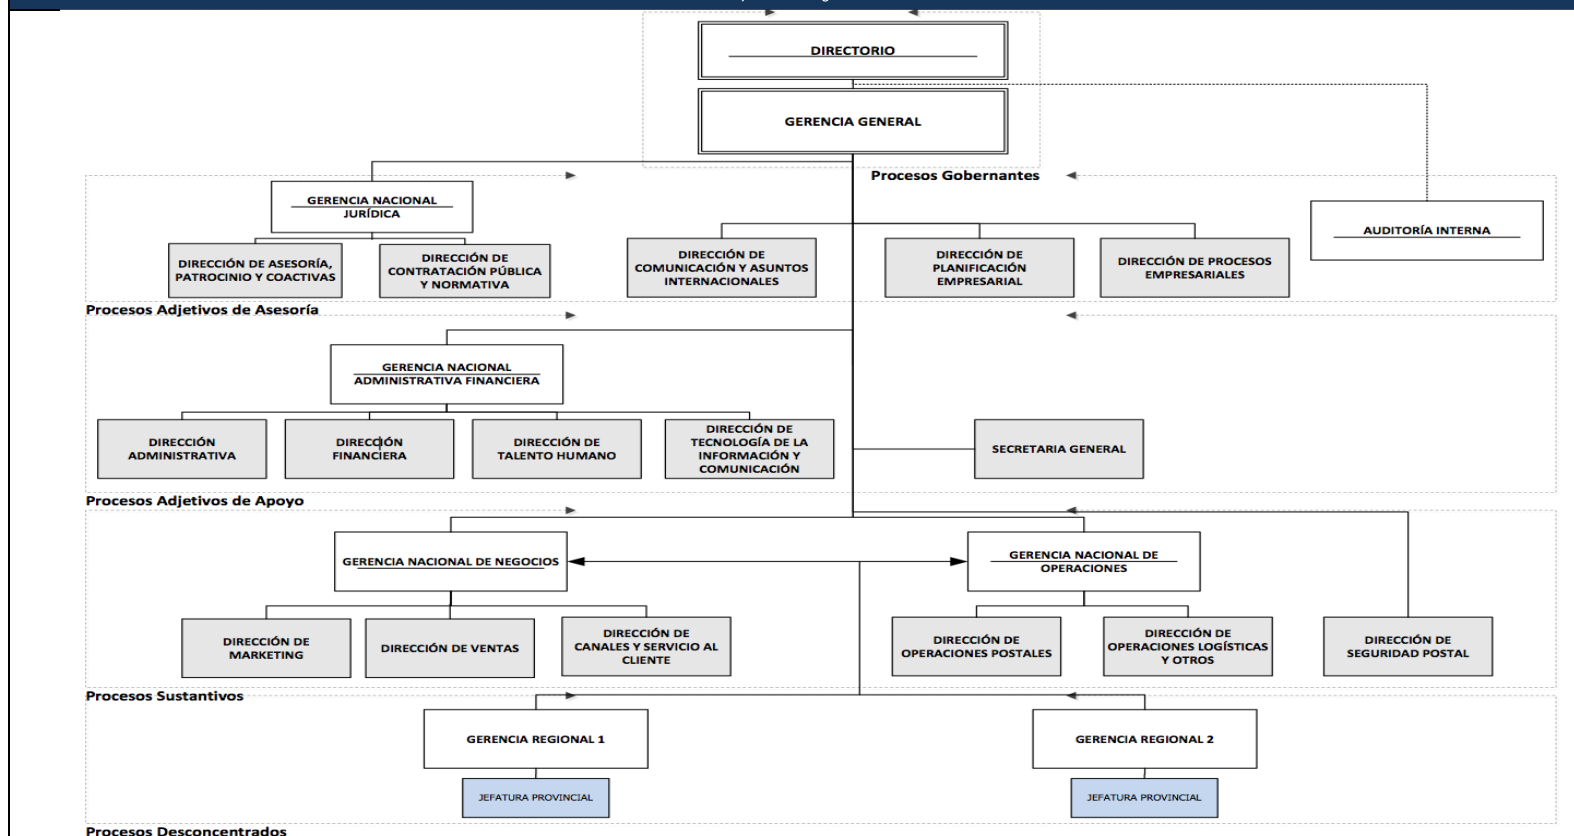 DIRECTORIO
GERENCIA GENERAL
Procesos Gobernantes
GERENCIA NACIONAL
JURÍDICA
AUDITORÍA INTERNA
DIRECCIÓN DE ASESORÍA,
PATROCINIO Y COACTIVAS
DIRECCIÓN DE
CONTRATACIÓN PÚBLICA
Y NORMATIVA
DIRECCIÓN DE
COMUNICACIÓN Y ASUNTOS
INTERNACIONALES
DIRECCIÓN DE
PLANIFICACIÓN
EMPRESARIAL
DIRECCIÓN DE PROCESOS
EMPRESARIALES
Procesos Adjetivos de Asesoría
GERENCIA NACIONAL
ADMINISTRATIVA FINANCIERA
DIRECCIÓN
ADMINISTRATIVA
DIRECCIÓN
FINANCIERA
DIRECCIÓN DE
TALENTO HUMANO
DIRECCIÓN DE
TECNOLOGÍA DE LA
INFORMACIÓN Y
COMUNICACIÓN
SECRETARIA GENERAL
Procesos Adjetivos de Apoyo
GERENCIA NACIONAL DE NEGOCIOS
GERENCIA NACIONAL DE
OPERACIONES
DIRECCIÓN DE
MARKETING
DIRECCIÓN DE VENTAS
DIRECCIÓN DE
CANALES Y SERVICIO AL
CLIENTE
DIRECCIÓN DE
OPERACIONES POSTALES
DIRECCIÓN DE
OPERACIONES LOGÍSTICAS
Y OTROS
DIRECCIÓN DE
SEGURIDAD POSTAL
Procesos Sustantivos
GERENCIA REGIONAL 1
GERENCIA REGIONAL 2
JEFATURA PROVINCIAL
JEFATURA PROVINCIAL
Procesos Desconcentrados